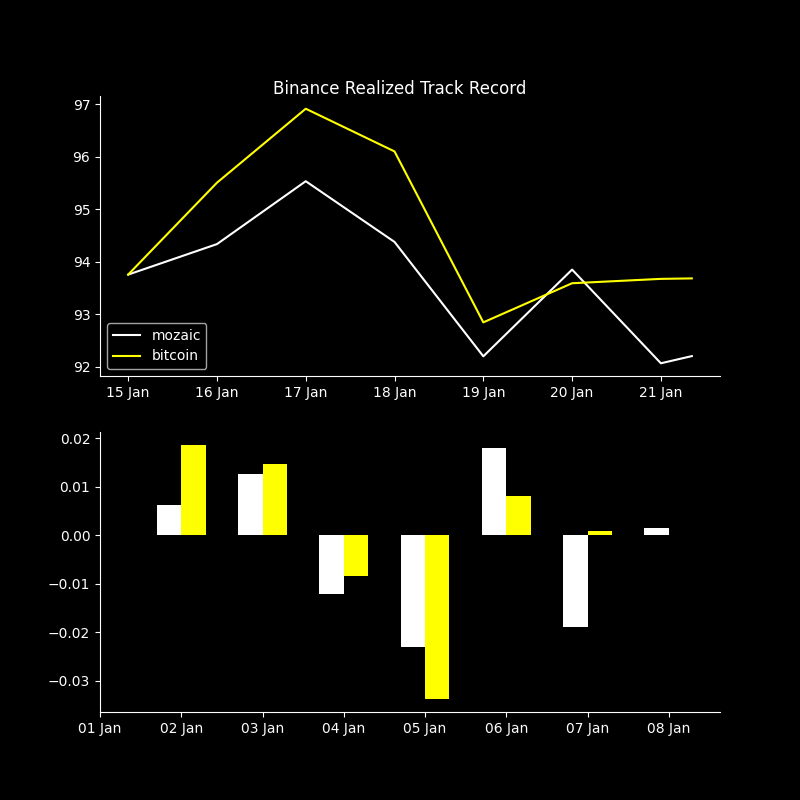 Binance Realized Track Record
97
96
95
94
93
92
mozaic
bitcoin
15 Jan 16 Jan 17 Jan 18 Jan 19 Jan 20 Jan 21 Jan
0.02
0.01
0.00
−0.01
−0.02
−0.03
01 Jan 02 Jan 03 Jan 04 Jan 05 Jan 06 Jan 07 Jan 08 Jan